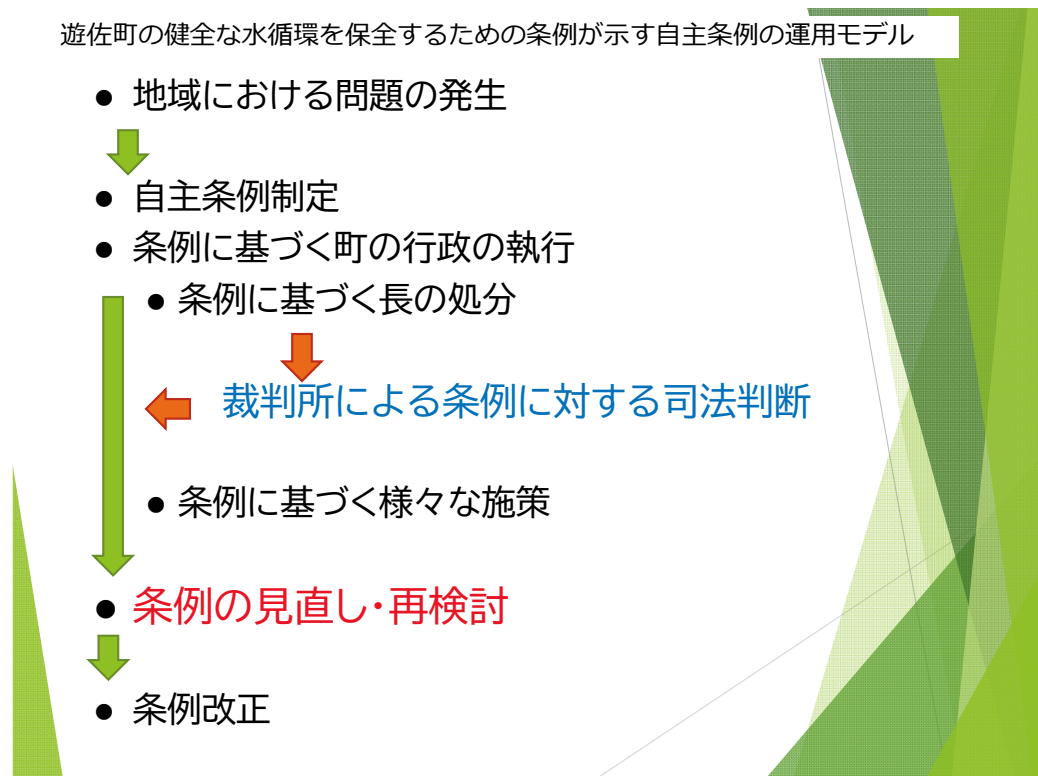 遊佐町の健全な水循環を保全するための条例が示す自主条例の運用モデル
● 地域における問題の発生
● 自主条例制定
● 条例に基づく町の行政の執行
● 条例に基づく長の処分
裁判所による条例に対する司法判断
● 条例に基づく様々な施策
● 条例の見直し・再検討
● 条例改正